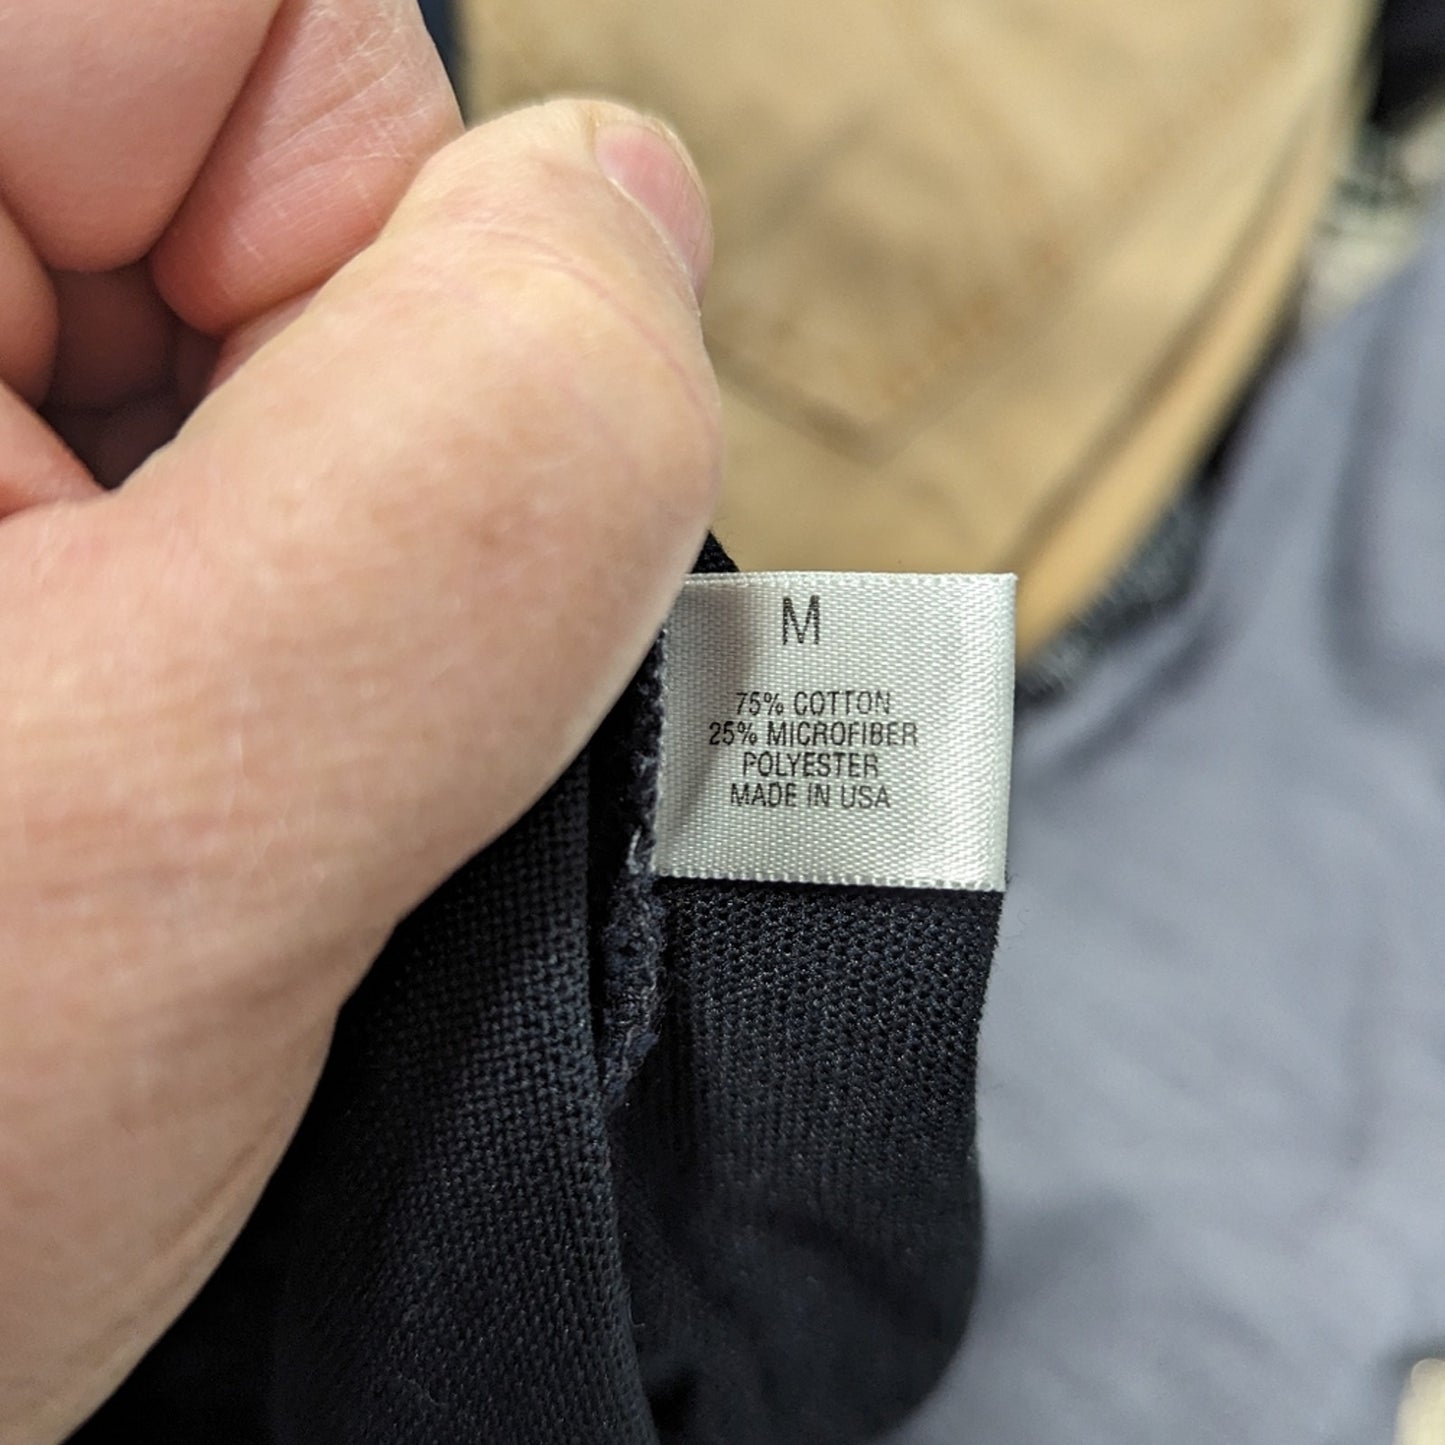 M
75% COTTON
25% MICROFIBER
POLYESTER
MADE IN USA